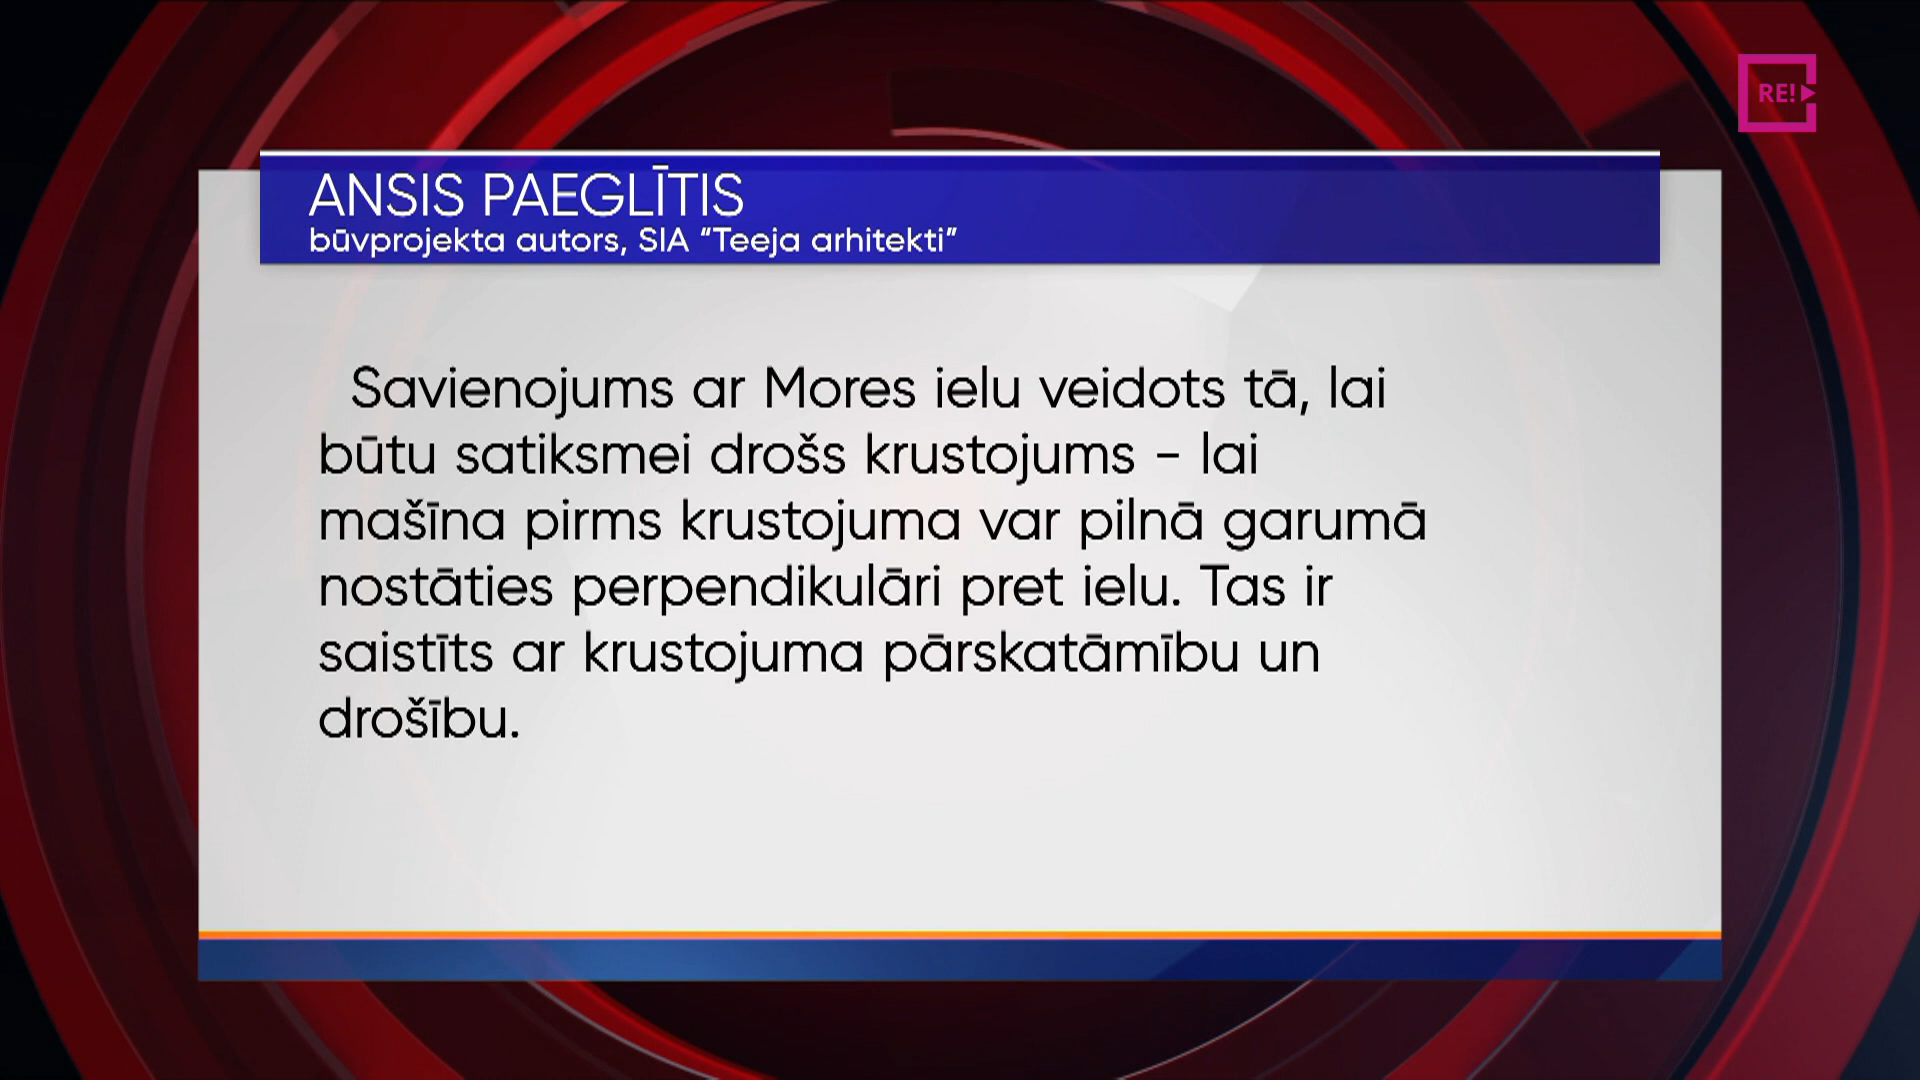 RE!
ANSIS PAEGLĪTIS
būvprojekta autors, SIA “Teeja arhitekti”
Savienojums ar Mores ielu veidots tā, lai
būtu satiksmei drošs krustojums - lai
mašīna pirms krustojuma var pilnā garumā
nostāties perpendikulāri pret ielu. Tas ir
saistīts ar krustojuma pārskatāmību un
drošību.